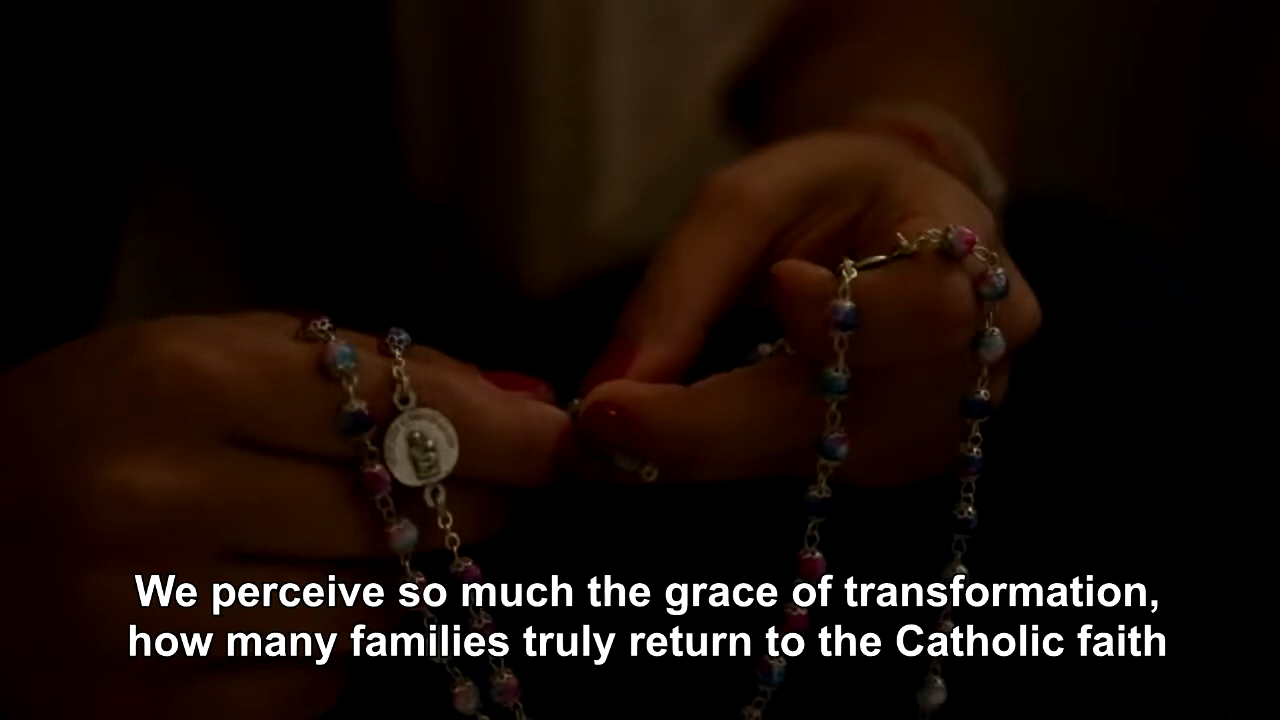 We perceive so much the grace of transformation,
how many families truly return to the Catholic faith